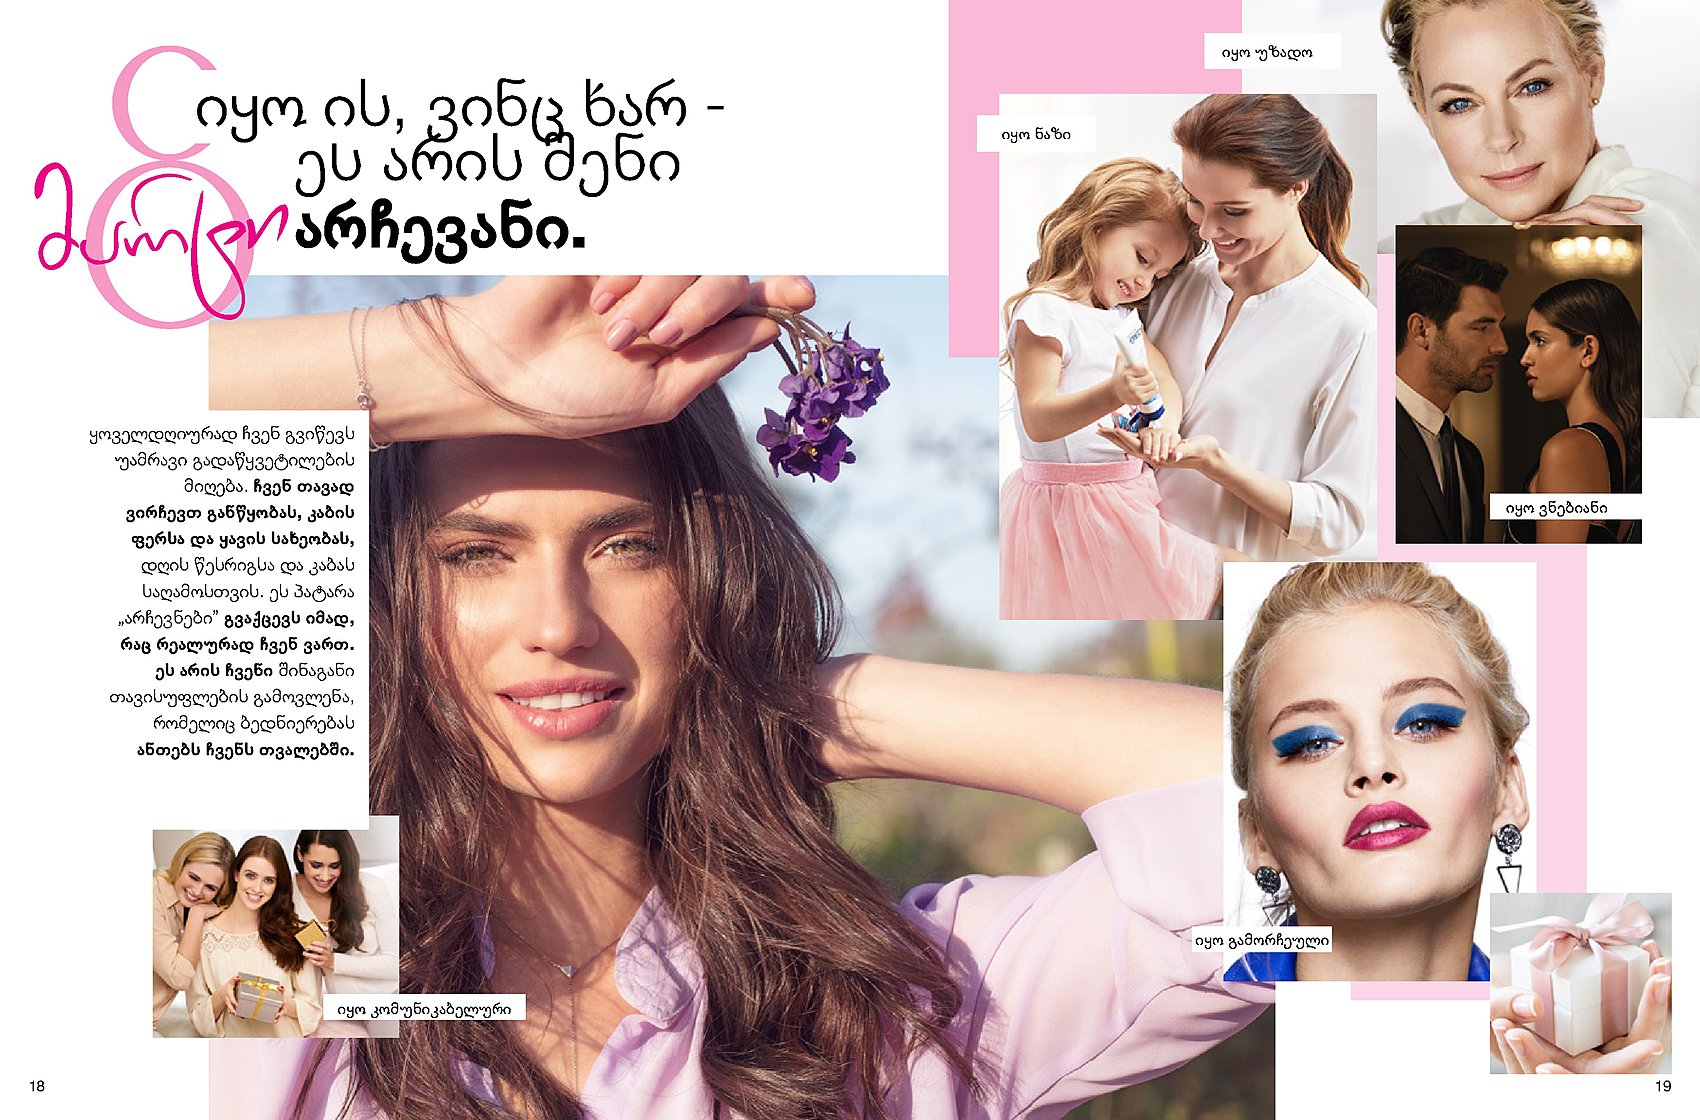 8 მარტი
იყო ის, ვინც ხარ -
ეს არის შენი
არჩევანი.
ყოველდღიურად ჩვენ გვიწევს
უამრავი გადაწყვეტილების
მიღება. ჩვენ თავად
ვირჩევთ განწყობას, კაბის
ფერსა და ყავის სახეობას,
დღის წესრიგსა და კაბას
საღამოსთვის. ეს პატარა
„არჩევნები” გვაქცევს იმად,
რაც რეალურად ჩვენ ვართ.
ეს არის ჩვენი შინაგანი
თავისუფლების გამოვლენა,
რომელიც ბედნიერებას
ანთებს ჩვენს თვალებში.
იყო კომუნიკაბელური
18
იყო უზადო
იყო ნაზი
იყო ვნებიანი
იყო გამორჩეული
19